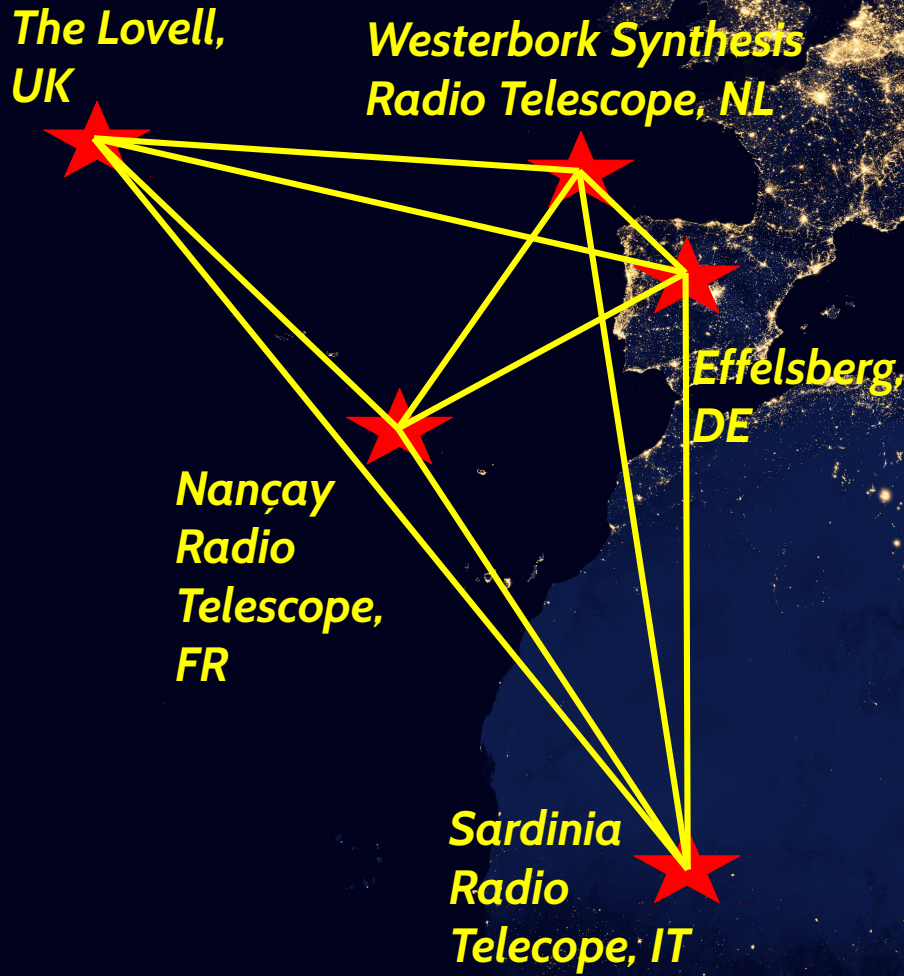 The Lovell,
UK
Westerbork Synthesis
Radio Telescope, NL
Effelsberg,
DE
Nançay
Radio
Telescope,
FR
Sardinia
Radio
Telecope, IT